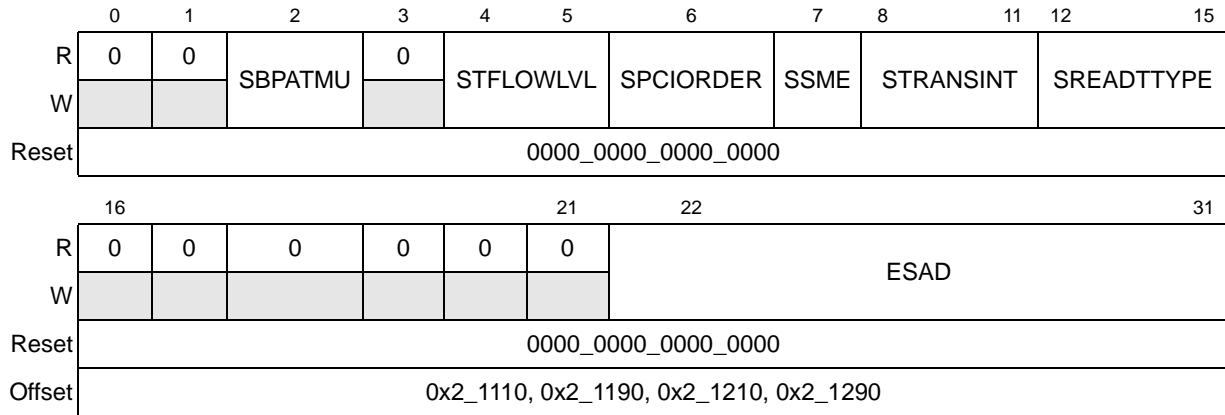 0 1 2 3 4 5 6 7 8 11 12 15
R 0 0 SBPATMU 0 STFLOWLVL SPCIORDER SSME STRANSINT SREADTTYPE
W
Reset 0000_0000_0000_0000
16 21 22 31
R 0 0 0 0 0 0 ESAD
W
Reset 0000_0000_0000_0000
Offset 0x2_1110, 0x2_1190, 0x2_1210, 0x2_1290